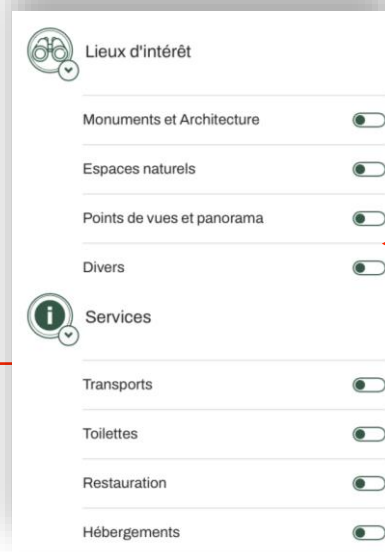 Lieux d'intérêt
Monuments et Architecture
Espaces naturels
Points de vues et panorama
Divers
Services
Transports
Toilettes
Restauration
Hébergements